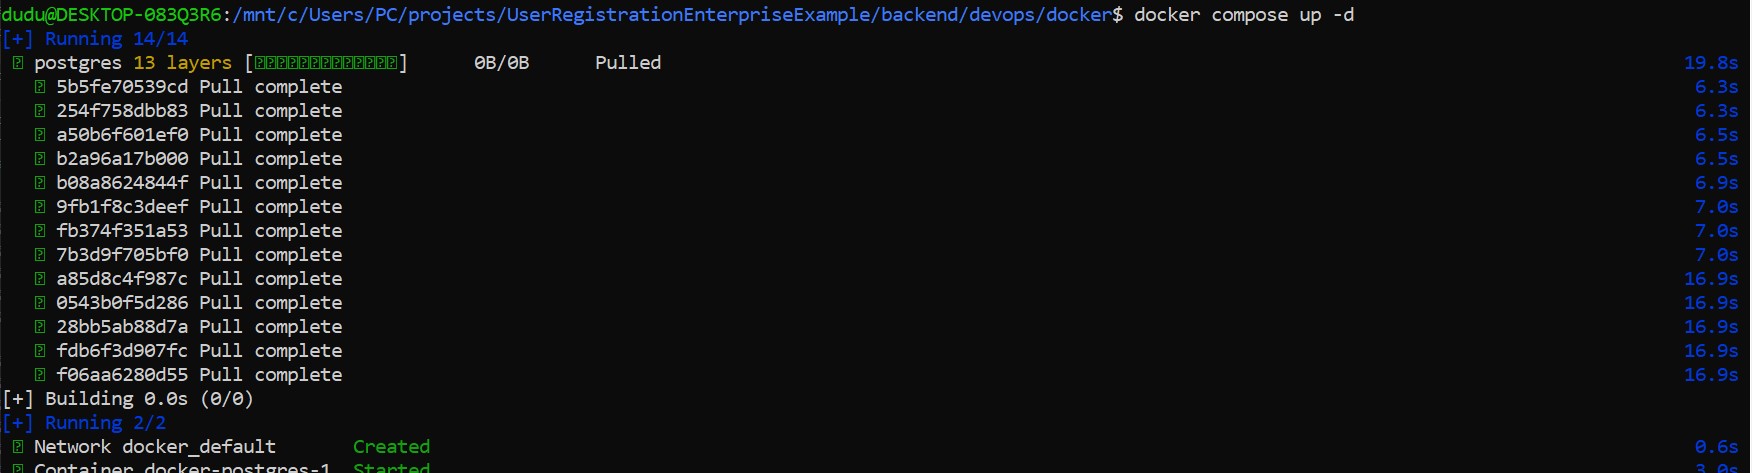 dudu@DESKTOP-083Q3R6:/mnt/c/Users/PC/projects/UserRegistrationEnterpriseExample/backend/devops/docker$ docker compose up -d
[+] Running 14/14
postgres 13 layers [] 0B/0B Pulled 19.8s
5b5fe70539cd Pull complete 6.3s
254f758dbb83 Pull complete 6.3s
a50b6f601ef0 Pull complete 6.5s
b2a96a17b000 Pull complete 6.5s
b08a8624844f Pull complete 6.9s
9fb1f8c3deef Pull complete 7.0s
fb374f351a53 Pull complete 7.0s
7b3d9f705bf0 Pull complete 7.0s
a85d8c4f987c Pull complete 16.9s
0543b0f5d286 Pull complete 16.9s
28bb5ab88d7a Pull complete 16.9s
fdb6f3d907fc Pull complete 16.9s
f06aa6280d55 Pull complete 16.9s
[+] Building 0.0s (0/0)
[+] Running 2/2
Network docker_default Created 0.6s
Container docker-postgres-1 Started 3.0s